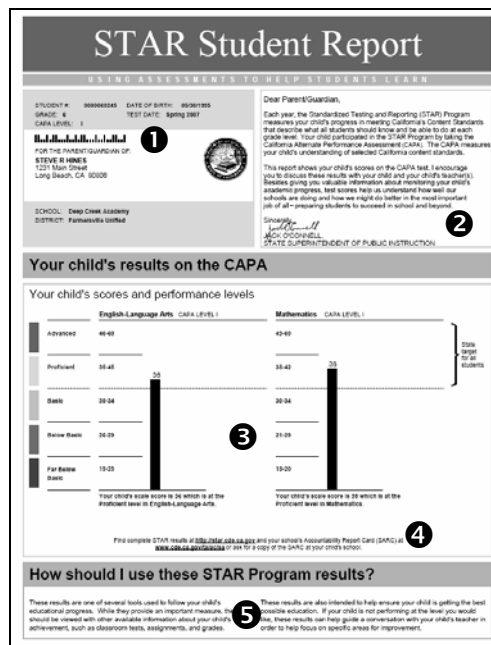 STAR Student Report
USING ASSESSMENTS TO HELP STUDENTS LEARN
STUDENT #: 0000000245 DATE OF BIRTH: 05/30/1995
GRADE: 6 TEST DATE: Spring 2007
CAPA LEVEL: I
❶
FOR THE PARENT/GUARDIAN OF:
STEVE R HINES
1231 Main Street
Long Beach, CA
SCHOOL: Deep Creek Academy
DISTRICT: Farmersville Unified
Dear Parent/Guardian,
Each year, the Standardized Testing and Reporting (STAR) Program
measures your child's progress in meeting California's Content Standards
that describe what all students should know and be able to do at each
grade level. Your child participated in the STAR Program by taking the
California Alternate Performance Assessment (CAPA). The CAPA measures
your child's understanding of selected California content standards.
This report shows your child's scores on the CAPA test. I encourage
you to discuss these results with your child and your child's teacher(s).
Besides giving you valuable information about monitoring your child's
academic progress, test scores help us understand how well our
schools are doing and how we might do better in the most important
job of all – preparing students to succeed in school and beyond.
Sincerely,
JACK O'CONNELL
STATE SUPERINTENDENT OF PUBLIC INSTRUCTION
❷
Your child's results on the CAPA
Your child's scores and performance levels
English-Language Arts CAPA LEVEL I
Mathematics CAPA LEVEL I
Advanced 46-60 43-60
Proficient 35-45 35-42
State
target
for all
students
36 38
Basic 30-34 30-34
Below Basic 26-29 21-29
❸
Far Below
Basic
15-25 15-20
Your child's scale score is 36 which is at the
Proficient level in English-Language Arts.
Your child's scale score is 38 which is at the
Proficient level in Mathematics.
❹
Find complete STAR results at http://star.cde.ca.gov and your school's Accountability Report Card (SARC) at
www.cde.ca.gov/ta/ac/sa or ask for a copy of the SARC at your child's school.
How should I use these STAR Program results?
These results are one of several tools used to follow your child's
educational progress. While they provide an important measure, they
should be viewed with other available information about your child's
achievement, such as classroom tests, assignments, and grades.
❺
These results are also intended to help ensure your child is getting the best
possible education. If your child is not performing at the level you would
like, these results can help guide a conversation with your child's teacher in
order to help focus on specific areas for improvement.